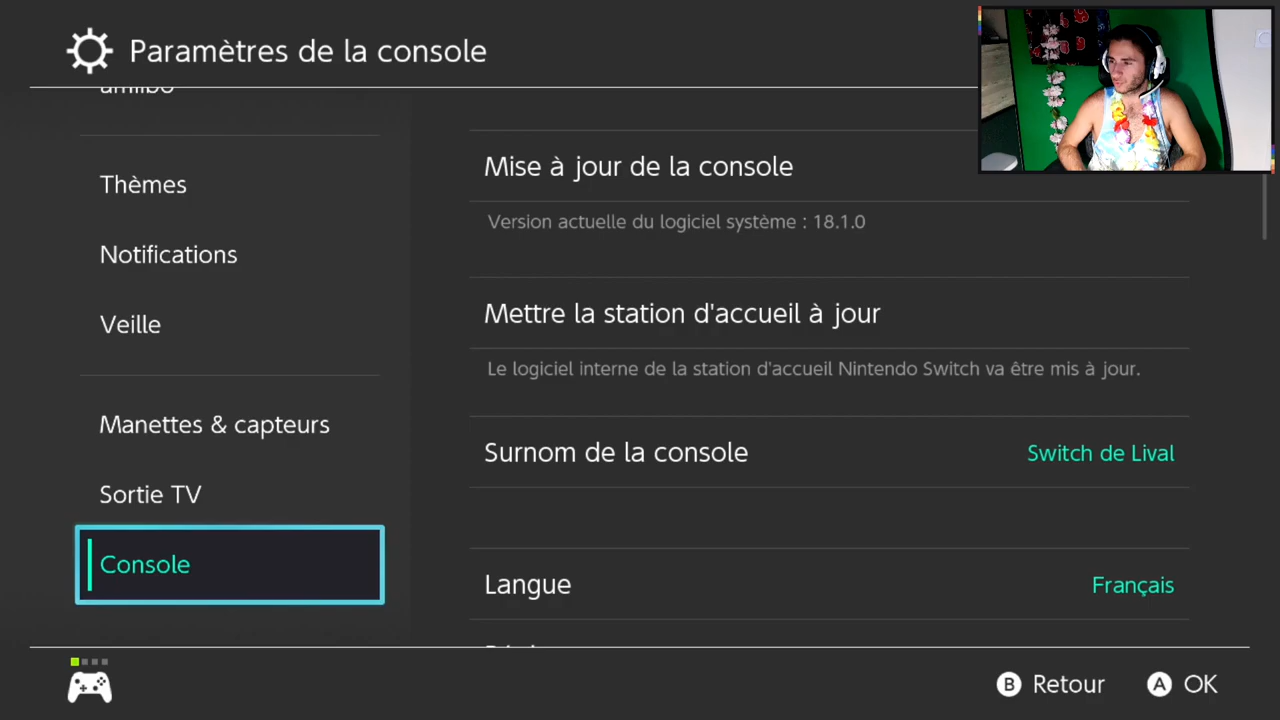 Paramètres de la console
amiibo
Thèmes
Notifications
Veille
Manettes & capteurs
Sortie TV
Console
Mise à jour de la console
Version actuelle du logiciel système : 18.1.0
Mettre la station d'accueil à jour
Le logiciel interne de la station d'accueil Nintendo Switch va être mis à jour.
Surnom de la console Switch de Lival
Langue Français
B Retour A OK